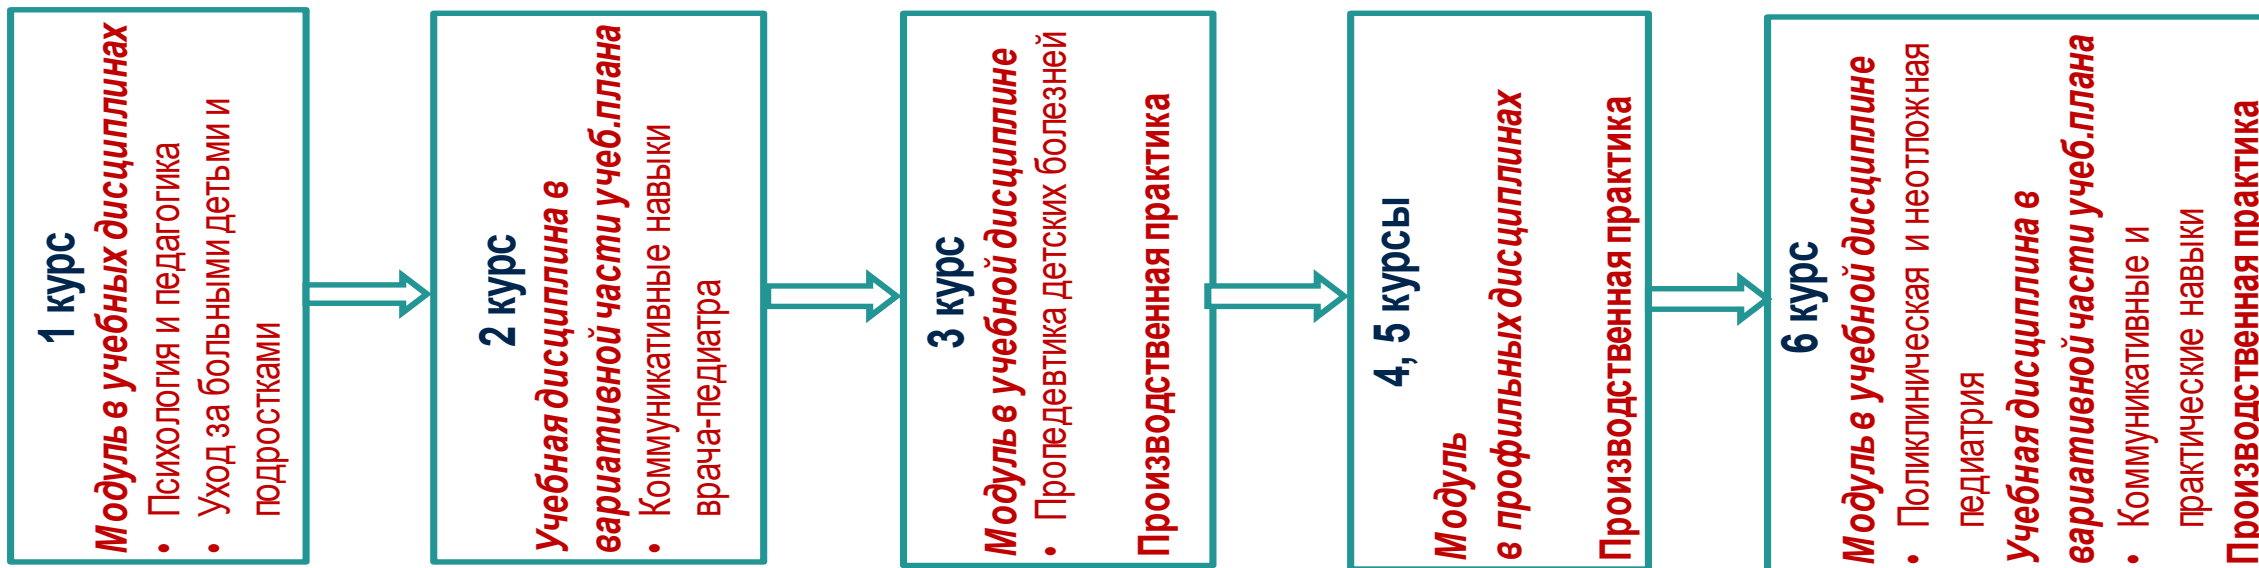 1 курс
Модуль в учебных дисциплинах
• Психология и педагогика
• Уход за больными детьми и
подростками
2 курс
Учебная дисциплина в
вариативной части учеб.плана
• Коммуникативные навыки
врача-педиатра
3 курс
Модуль в учебной дисциплине
• Пропедевтика детских болезней
Производственная практика
4, 5 курсы
Модуль
в профильных дисциплинах
Производственная практика
6 курс
Модуль в учебной дисциплине
• Поликлиническая и неотложная
педиатрия
Учебная дисциплина в
вариативной части учеб.плана
• Коммуникативные и
практические навыки
Производственная практика